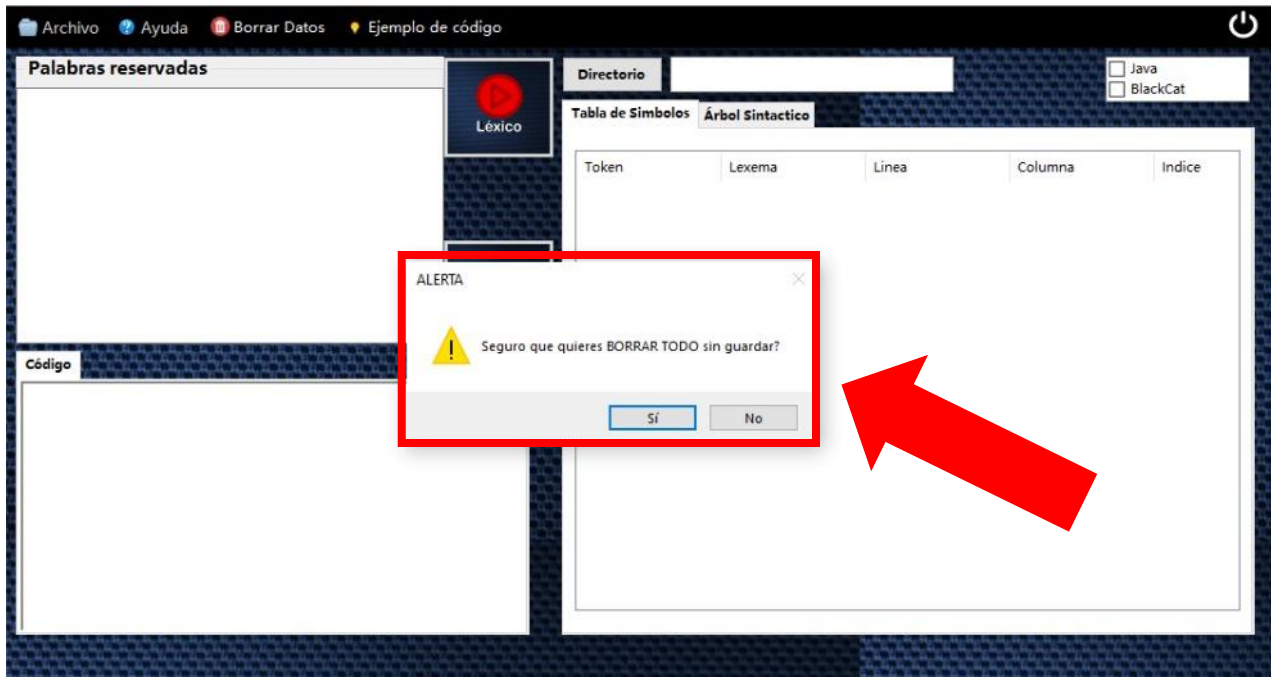 Archivo Ayuda Borrar Datos Ejemplo de código
Palabras reservadas
Léxico
Directorio
Java
BlackCat
Tabla de Simbolos Árbol Sintactico
Token Lexema Linea Columna Indice
ALERTA
Seguro que quieres BORRAR TODO sin guardar?
Sí No
Código